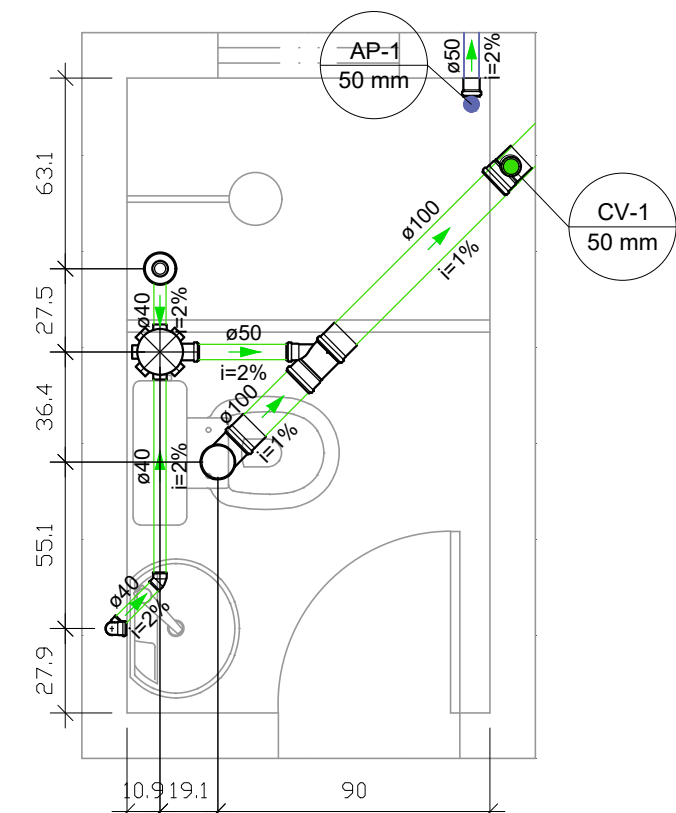 AP-1
50 mm
ø50
i=2%
CV-1
50 mm
ø100
i=1%
ø40
i=2%
ø50
i=2%
ø100
i=1%
ø40
i=2%
ø40
i=2%
63.1
27.5
36.4
55.1
27.9
10.9
19.1
90